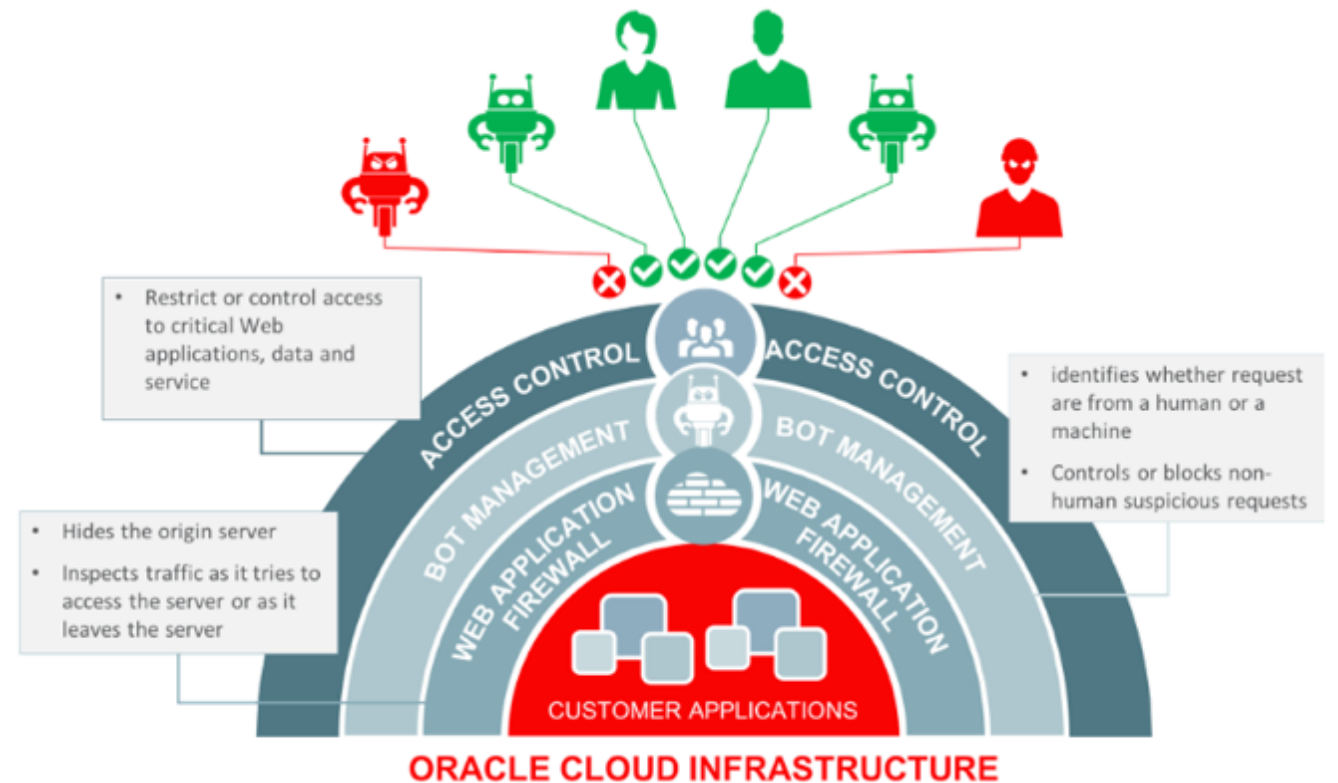 • Restrict or control access
to critical Web
applications, data and
service
ACCESS CONTROL
ACCESS CONTROL
• identifies whether request
are from a human or a
machine
• Controls or blocks non-
human suspicious requests
BOT MANAGEMENT
BOT MANAGEMENT
• Hides the origin server
• Inspects traffic as it tries to
access the server or as it
leaves the server
WEB APPLICATION
FIREWALL
WEB APPLICATION
FIREWALL
CUSTOMER APPLICATIONS
ORACLE CLOUD INFRASTRUCTURE